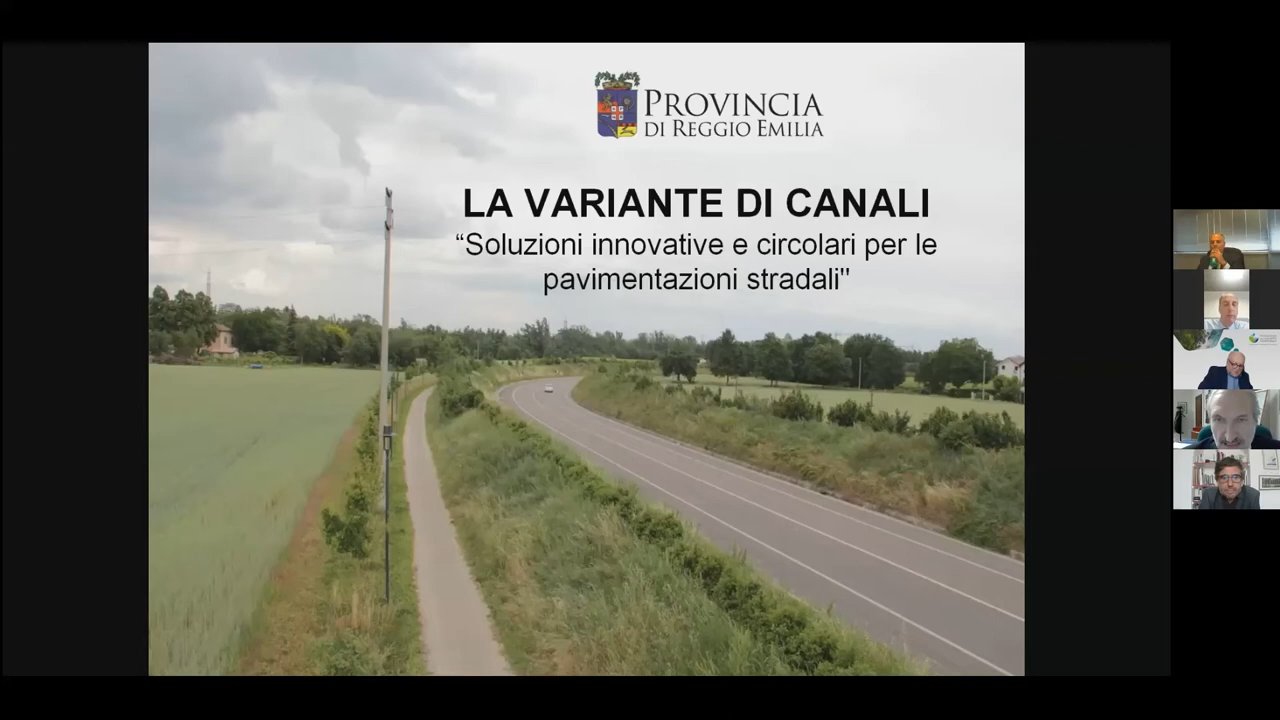 PROVINCIA
DI REGGIO EMILIA
LA VARIANTE DI CANALI
“Soluzioni innovative e circolari per le
pavimentazioni stradali"